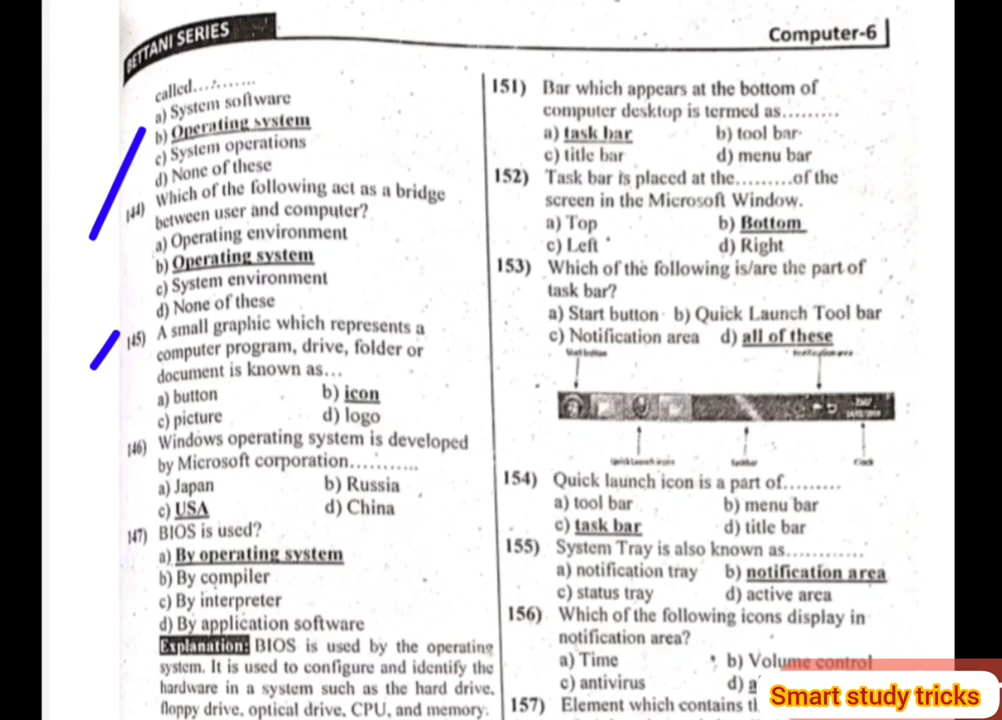 BETTANI SERIES
Computer-6
called............
a) System software
b) Operating system
c) System operations
d) None of these
144) Which of the following act as a bridge
between user and computer?
a) Operating environment
b) Operating system
c) System environment
d) None of these
145) A small graphic which represents a
computer program, drive, folder or
document is known as…
a) button b) icon
c) picture d) logo
146) Windows operating system is developed
by Microsoft corporation............
a) Japan b) Russia
c) USA d) China
147) BIOS is used?
a) By operating system
b) By compiler
c) By interpreter
d) By application software
Explanation: BIOS is used by the operating
system. It is used to configure and identify the
hardware in a system such as the hard drive,
floppy drive, optical drive, CPU, and memory.
151) Bar which appears at the bottom of
computer desktop is termed as.........
a) task bar b) tool bar
c) title bar d) menu bar
152) Task bar is placed at the.........of the
screen in the Microsoft Window.
a) Top b) Bottom
c) Left d) Right
153) Which of the following is/are the part of
task bar?
a) Start button b) Quick Launch Tool bar
c) Notification area d) all of these
Start button Notification area
Quick Launch icons Taskbar Clock
154) Quick launch icon is a part of.........
a) tool bar b) menu bar
c) task bar d) title bar
155) System Tray is also known as............
a) notification tray b) notification area
c) status tray d) active area
156) Which of the following icons display in
notification area?
a) Time b) Volume control
c) antivirus d) a
157) Element which contains
Smart study tricks